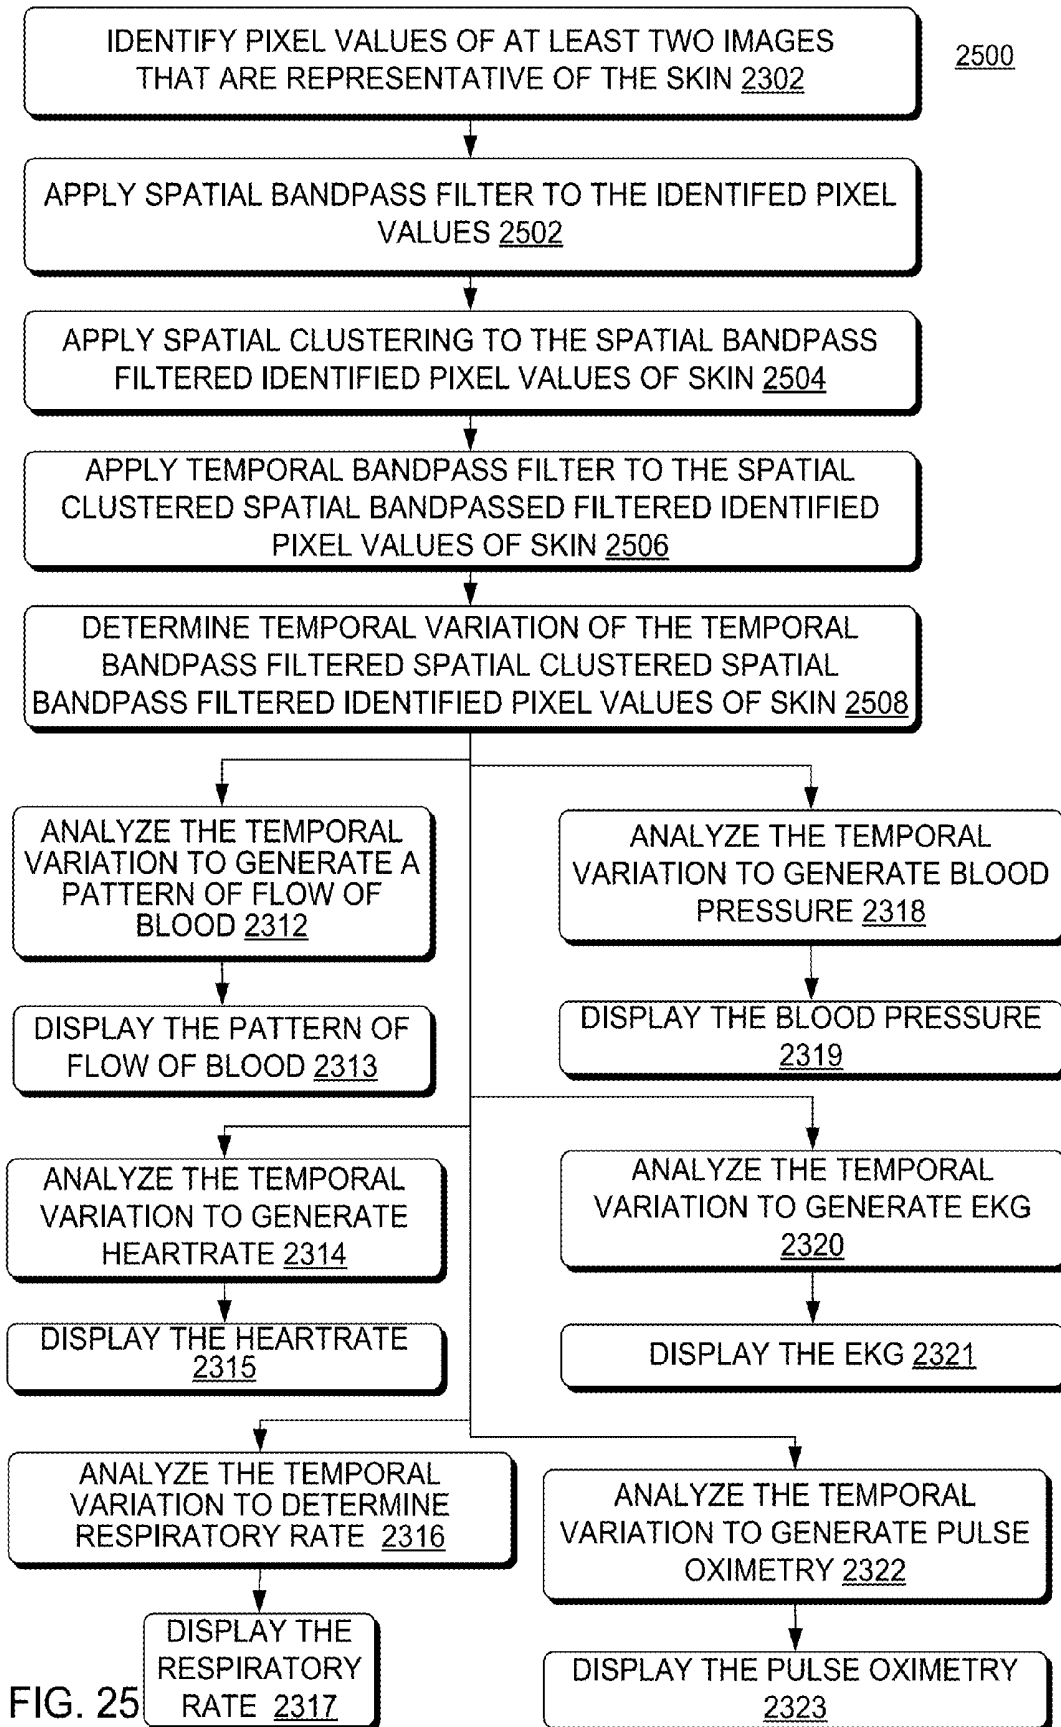 IDENTIFY PIXEL VALUES OF AT LEAST TWO IMAGES
THAT ARE REPRESENTATIVE OF THE SKIN 2302
2500
APPLY SPATIAL BANDPASS FILTER TO THE IDENTIFED PIXEL
VALUES 2502
APPLY SPATIAL CLUSTERING TO THE SPATIAL BANDPASS
FILTERED IDENTIFIED PIXEL VALUES OF SKIN 2504
APPLY TEMPORAL BANDPASS FILTER TO THE SPATIAL
CLUSTERED SPATIAL BANDPASSED FILTERED IDENTIFIED
PIXEL VALUES OF SKIN 2506
DETERMINE TEMPORAL VARIATION OF THE TEMPORAL
BANDPASS FILTERED SPATIAL CLUSTERED SPATIAL
BANDPASS FILTERED IDENTIFIED PIXEL VALUES OF SKIN 2508
ANALYZE THE TEMPORAL
VARIATION TO GENERATE A
PATTERN OF FLOW OF
BLOOD 2312
ANALYZE THE TEMPORAL
VARIATION TO GENERATE BLOOD
PRESSURE 2318
DISPLAY THE PATTERN OF
FLOW OF BLOOD 2313
DISPLAY THE BLOOD PRESSURE
2319
ANALYZE THE TEMPORAL
VARIATION TO GENERATE
HEARTRATE 2314
ANALYZE THE TEMPORAL
VARIATION TO GENERATE EKG
2320
DISPLAY THE HEARTRATE
2315
DISPLAY THE EKG 2321
ANALYZE THE TEMPORAL
VARIATION TO DETERMINE
RESPIRATORY RATE 2316
ANALYZE THE TEMPORAL
VARIATION TO GENERATE PULSE
OXIMETRY 2322
DISPLAY THE
RESPIRATORY
RATE 2317
DISPLAY THE PULSE OXIMETRY
2323
FIG. 25